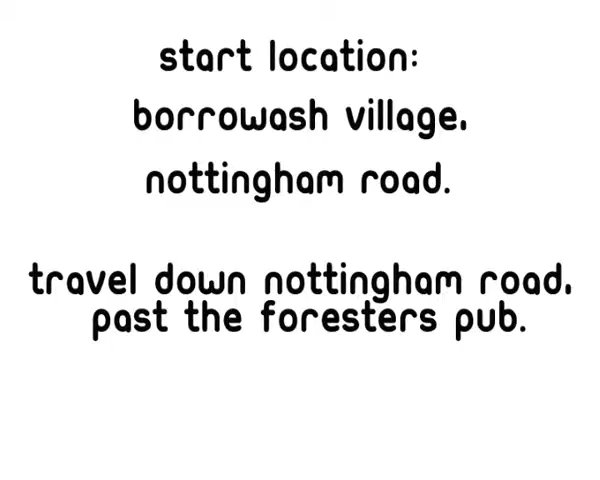 start location:
borrowash village,
nottingham road.
travel down nottingham road,
past the foresters pub.